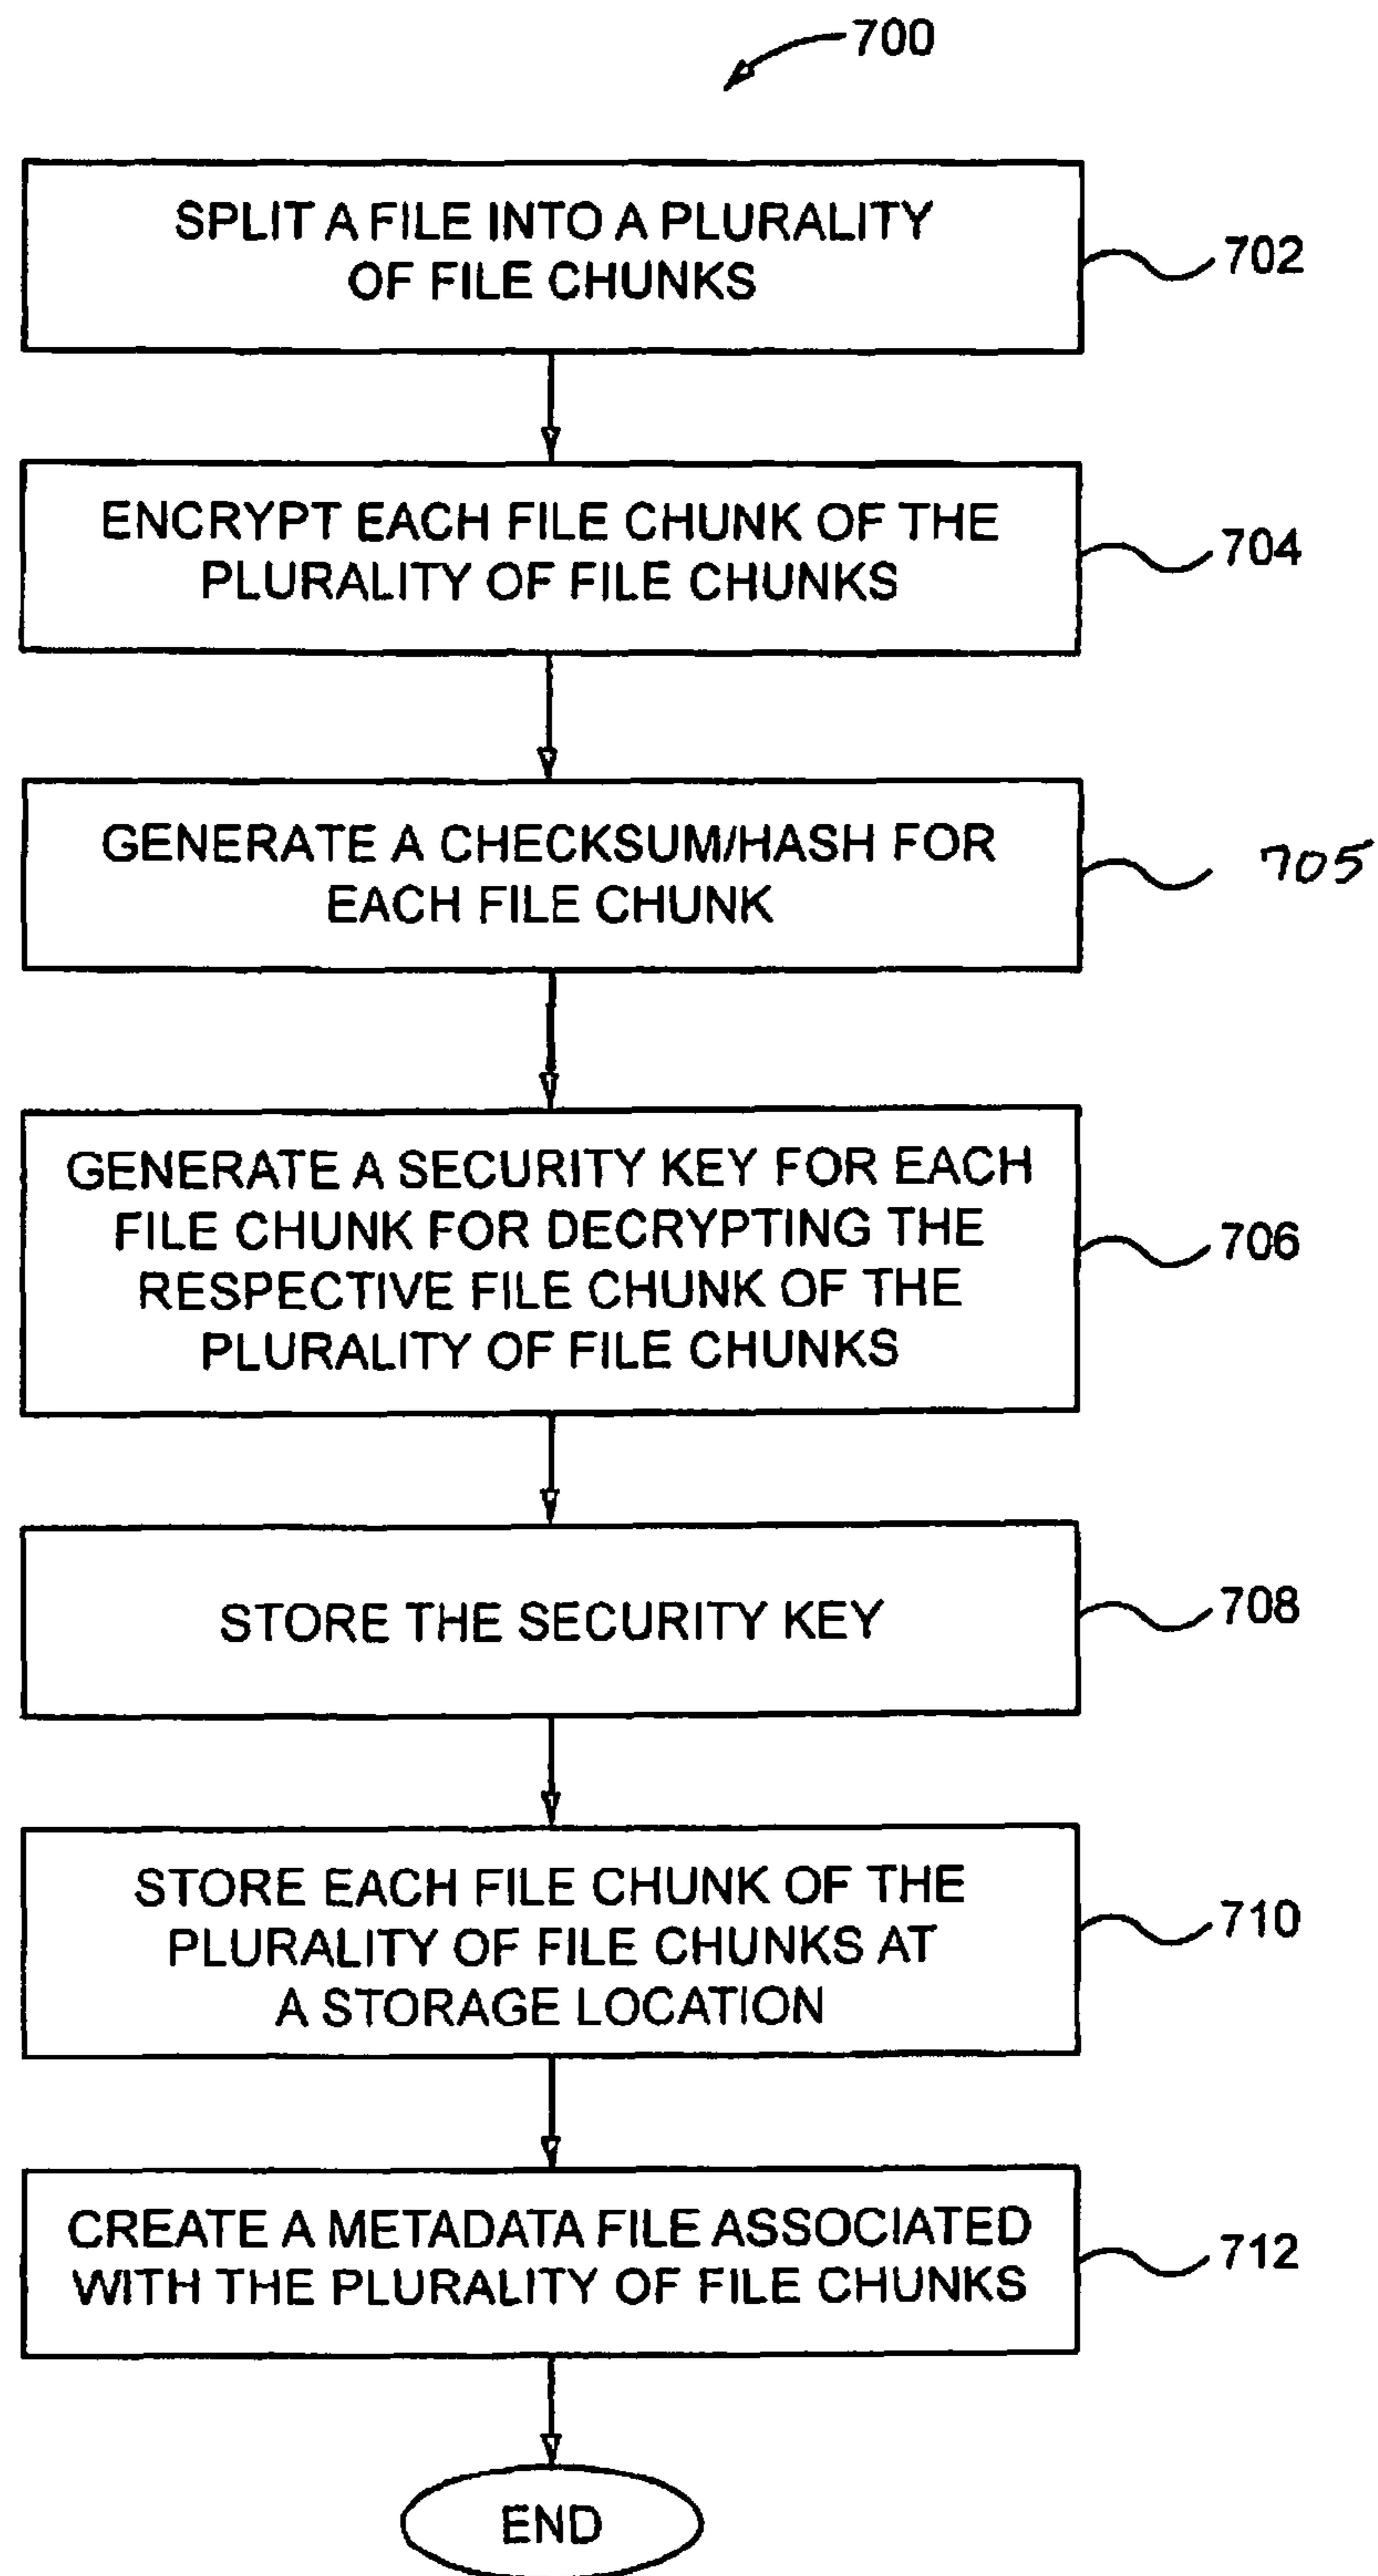 700
SPLIT A FILE INTO A PLURALITY
OF FILE CHUNKS
702
ENCRYPT EACH FILE CHUNK OF THE
PLURALITY OF FILE CHUNKS
704
GENERATE A CHECKSUM/HASH FOR
EACH FILE CHUNK
705
GENERATE A SECURITY KEY FOR EACH
FILE CHUNK FOR DECRYPTING THE
RESPECTIVE FILE CHUNK OF THE
PLURALITY OF FILE CHUNKS
706
STORE THE SECURITY KEY
708
STORE EACH FILE CHUNK OF THE
PLURALITY OF FILE CHUNKS AT
A STORAGE LOCATION
710
CREATE A METADATA FILE ASSOCIATED
WITH THE PLURALITY OF FILE CHUNKS
712
END